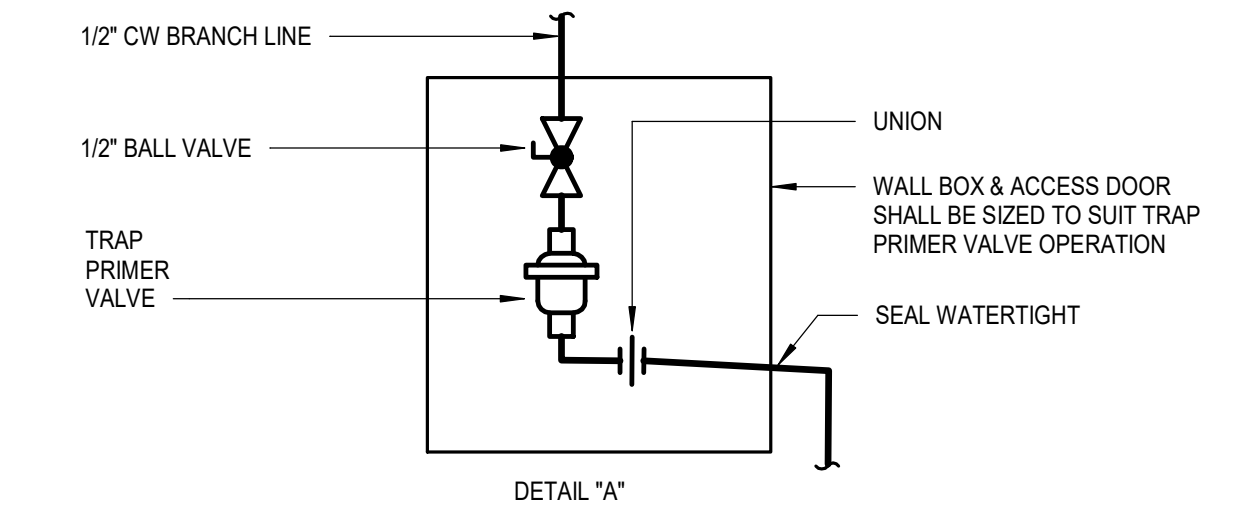 1/2" CW BRANCH LINE
1/2" BALL VALVE
TRAP
PRIMER
VALVE
UNION
WALL BOX & ACCESS DOOR
SHALL BE SIZED TO SUIT TRAP
PRIMER VALVE OPERATION
SEAL WATERTIGHT
DETAIL "A"